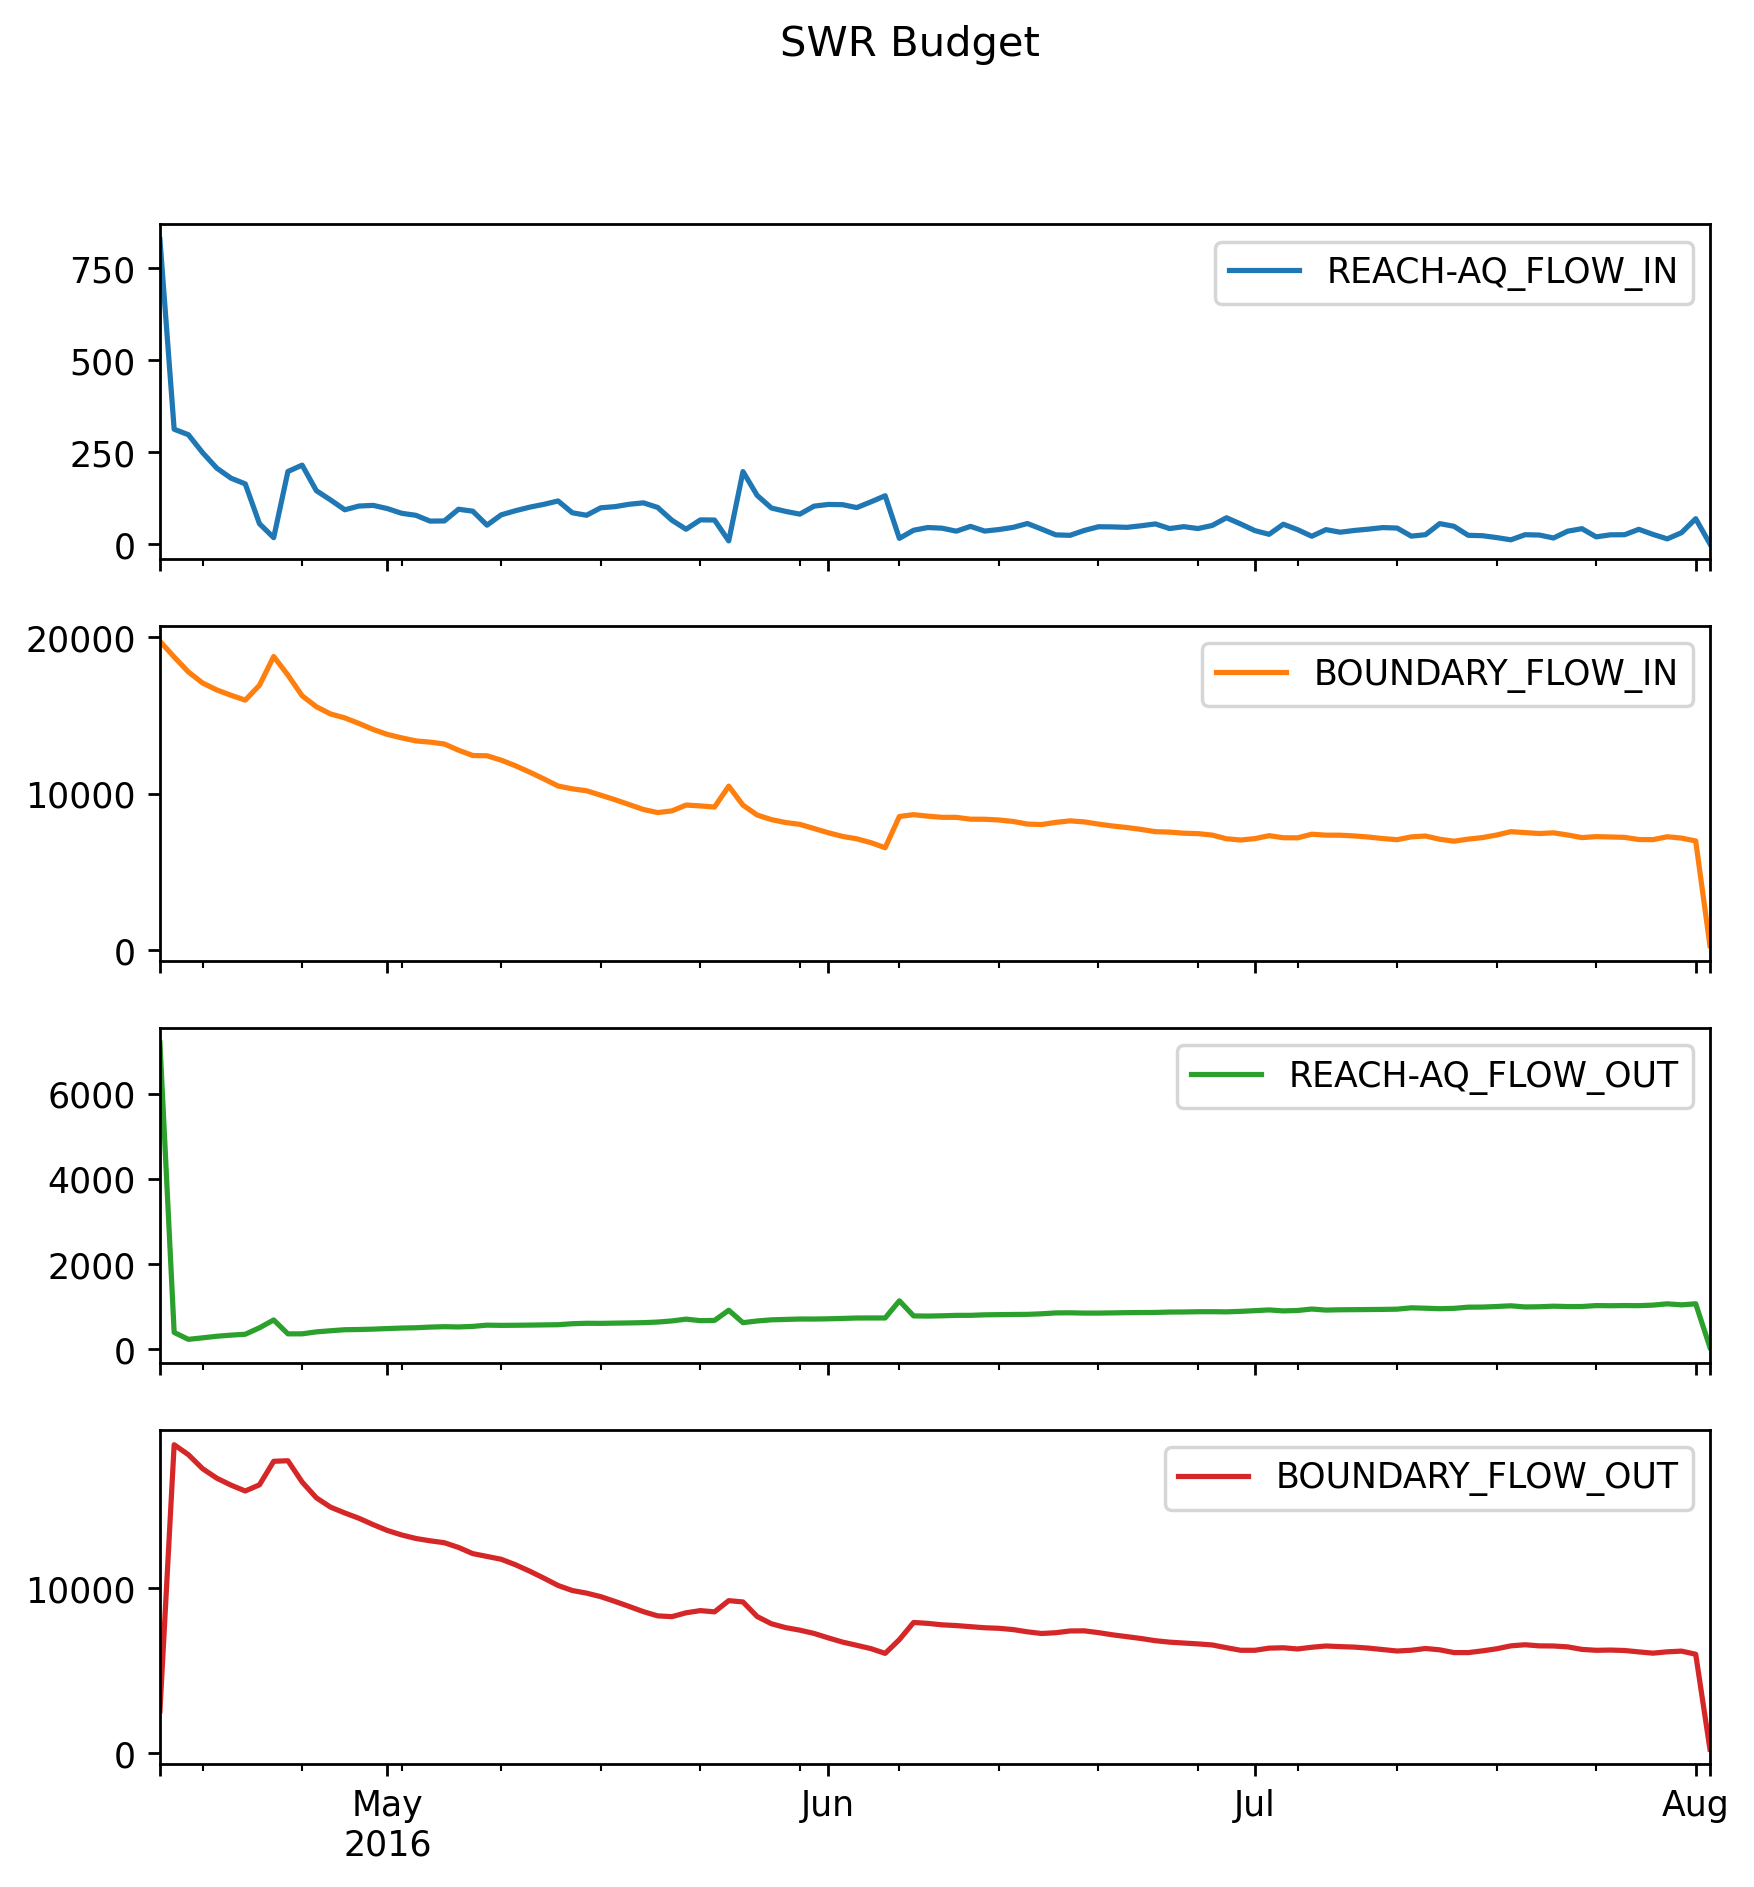 SWR Budget
750
500
250
0
REACH-AQ_FLOW_IN
20000
10000
0
BOUNDARY_FLOW_IN
6000
4000
2000
0
REACH-AQ_FLOW_OUT
10000
0
BOUNDARY_FLOW_OUT
May Jun Jul Aug
2016